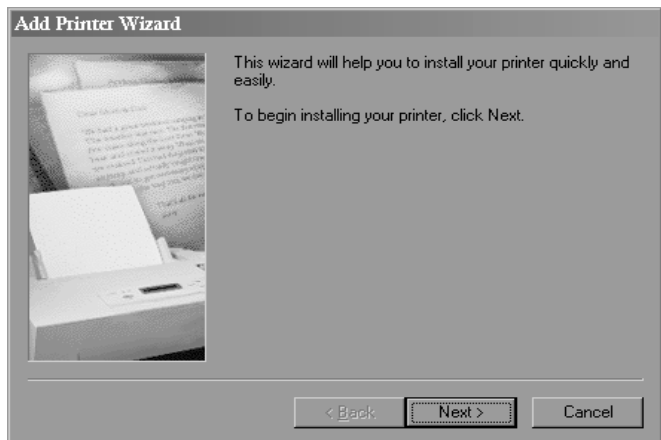 Add Printer Wizard
This wizard will help you to install your printer quickly and
easily.
To begin installing your printer, click Next.
< Back
Next >
Cancel